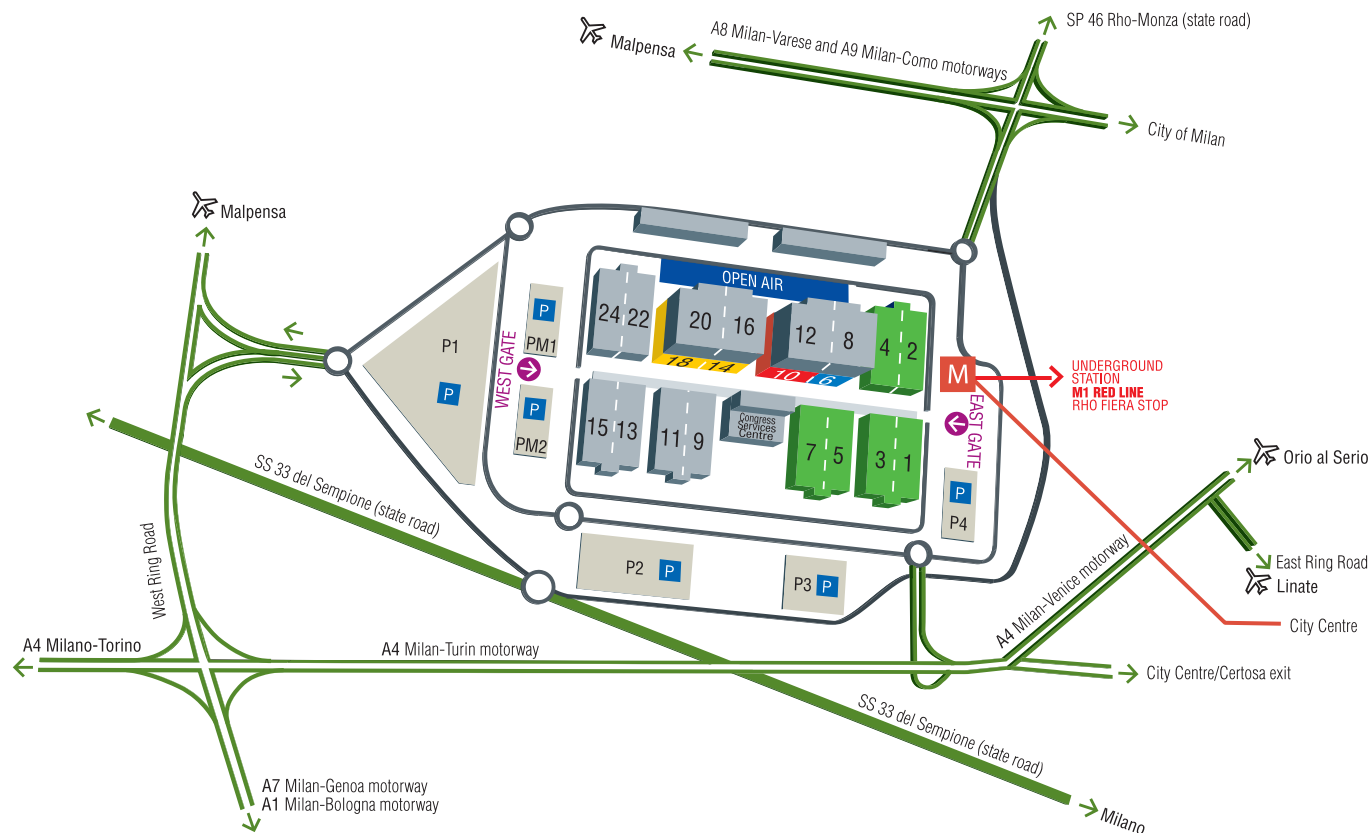 SP 46 Rho-Monza (state road)
Malpensa
A8 Milan-Varese and A9 Milan-Como motorways
City of Milan
Malpensa
OPEN AIR
24 22
20 16
12 8
4 2
18 14
10 6
P1
P
P
PM1
WEST GATE
P
PM2
M
UNDERGROUND
STATION
M1 RED LINE
RHO FIERA STOP
EAST GATE
15 13
11 9
Congress
Services
Centre
7 5
3 1
P
P4
Orio al Serio
SS 33 del Sempione (state road)
West Ring Road
P2 P
P3 P
A4 Milan-Venice motorway
East Ring Road
Linate
City Centre
A4 Milano-Torino
A4 Milan-Turin motorway
City Centre/Certosa exit
SS 33 del Sempione (state road)
A7 Milan-Genoa motorway
A1 Milan-Bologna motorway
Milano